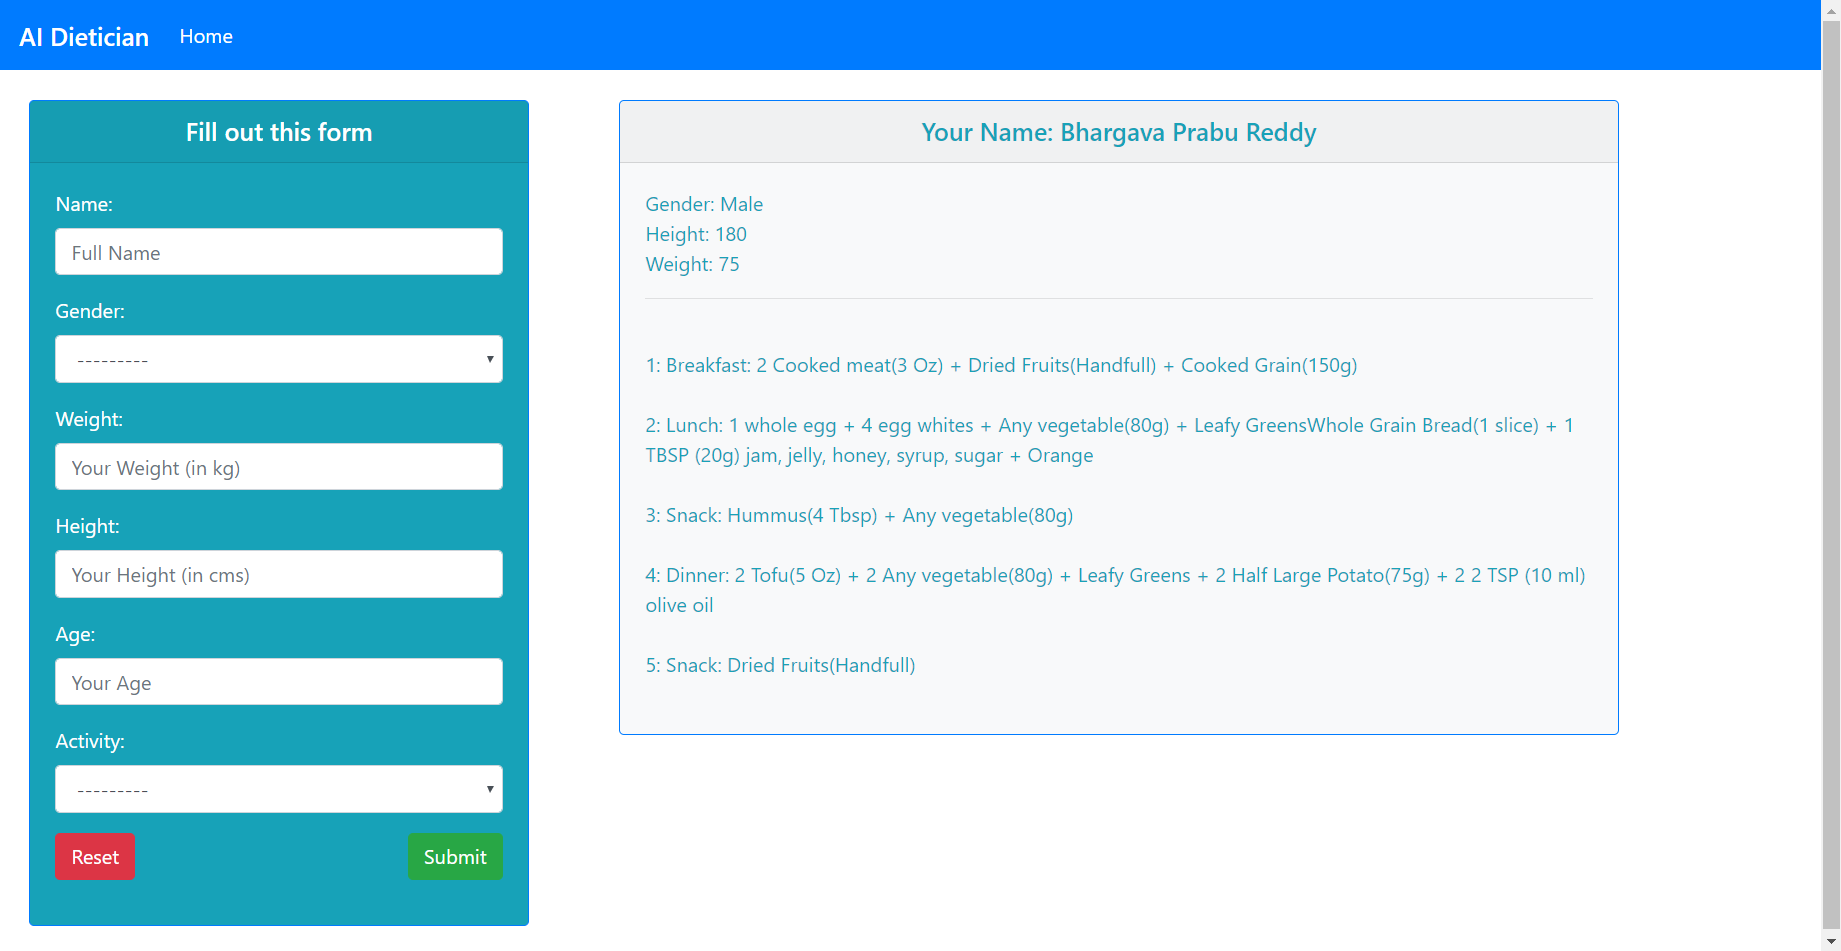 AI Dietician Home
Fill out this form
Name:
Full Name
Gender:
---------
Weight:
Your Weight (in kg)
Height:
Your Height (in cms)
Age:
Your Age
Activity:
---------
Reset Submit
Your Name: Bhargava Prabu Reddy
Gender: Male
Height: 180
Weight: 75
1: Breakfast: 2 Cooked meat(3 Oz) + Dried Fruits(Handfull) + Cooked Grain(150g)
2: Lunch: 1 whole egg + 4 egg whites + Any vegetable(80g) + Leafy GreensWhole Grain Bread(1 slice) + 1
TBSP (20g) jam, jelly, honey, syrup, sugar + Orange
3: Snack: Hummus(4 Tbsp) + Any vegetable(80g)
4: Dinner: 2 Tofu(5 Oz) + 2 Any vegetable(80g) + Leafy Greens + 2 Half Large Potato(75g) + 2 2 TSP (10 ml)
olive oil
5: Snack: Dried Fruits(Handfull)